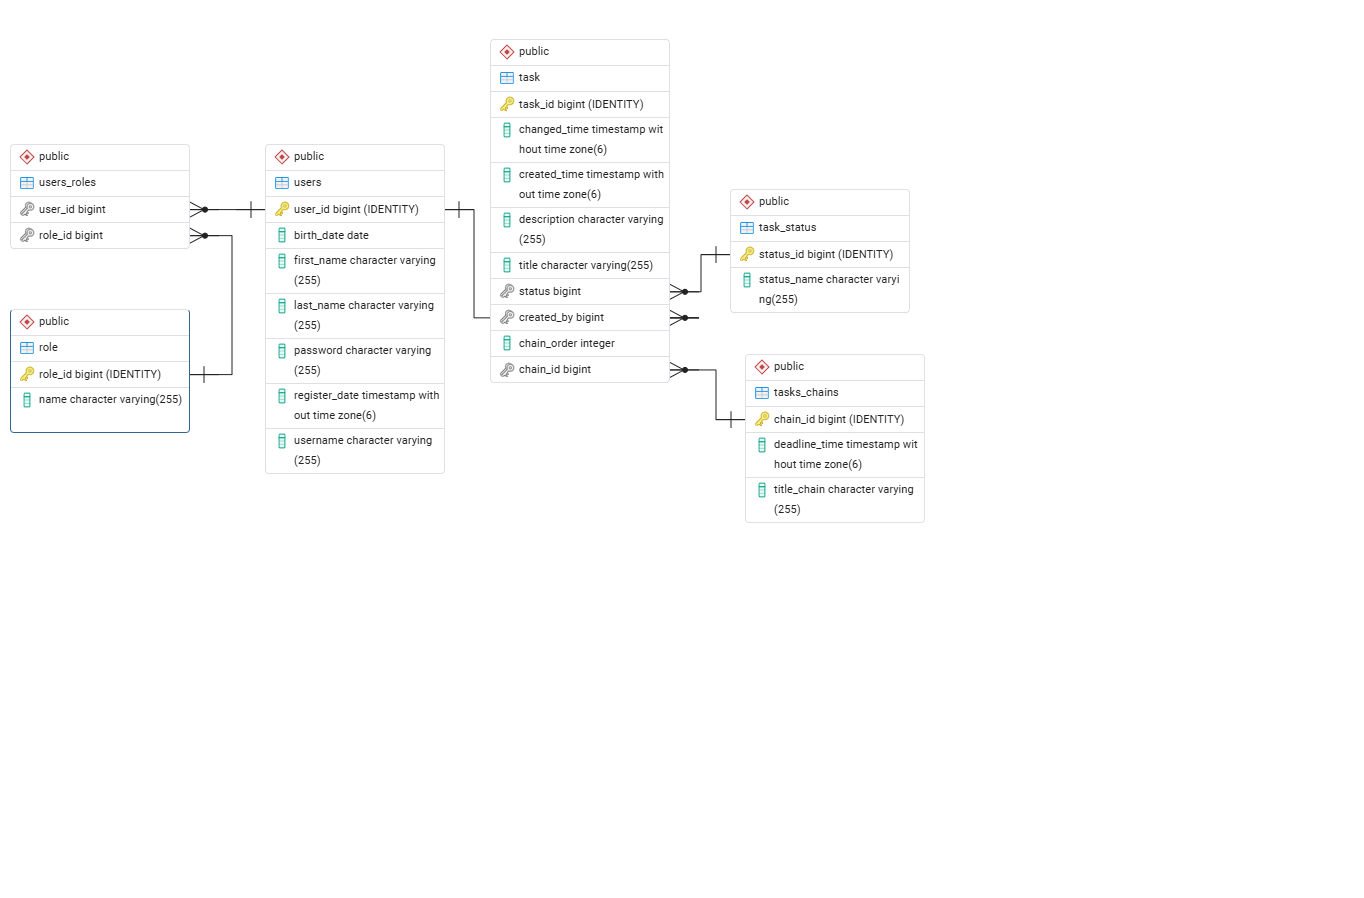 public
users_roles
user_id bigint
role_id bigint
public
role
role_id bigint (IDENTITY)
name character varying(255)
public
users
user_id bigint (IDENTITY)
birth_date date
first_name character varying
(255)
last_name character varying
(255)
password character varying
(255)
register_date timestamp with
out time zone(6)
username character varying
(255)
public
task
task_id bigint (IDENTITY)
changed_time timestamp wit
hout time zone(6)
created_time timestamp with
out time zone(6)
description character varying
(255)
title character varying(255)
status bigint
created_by bigint
chain_order integer
chain_id bigint
public
task_status
status_id bigint (IDENTITY)
status_name character varyi
ng(255)
public
tasks_chains
chain_id bigint (IDENTITY)
deadline_time timestamp wit
hout time zone(6)
title_chain character varying
(255)